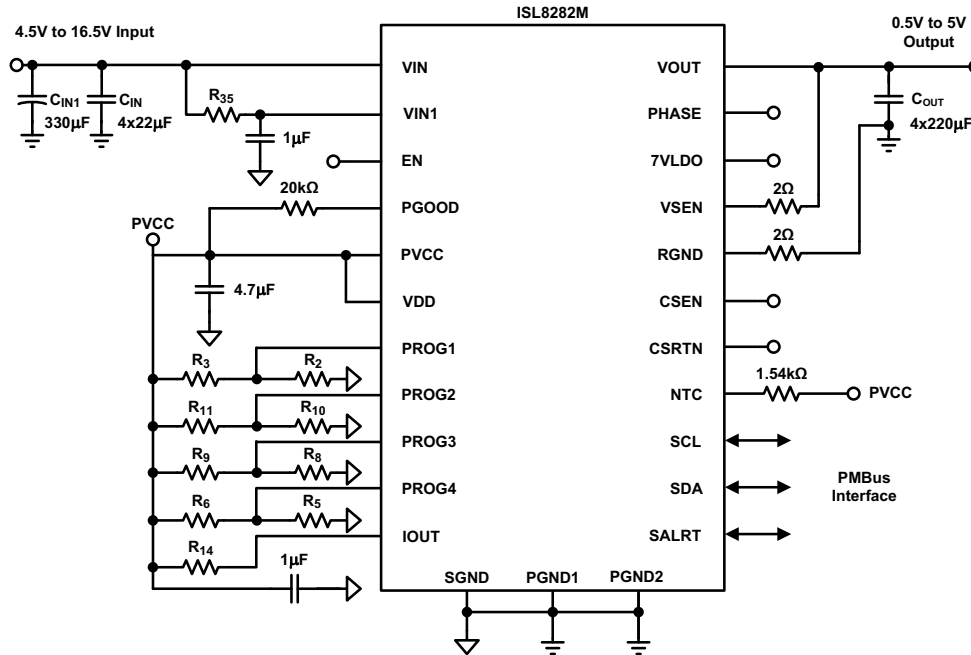 ISL8282M
4.5V to 16.5V Input
0.5V to 5V
Output
VIN
VOUT
CIN1
330µF
CIN
4x22µF
R35
VIN1
1µF
PHASE
COUT
4x220µF
EN
7VLDO
20kΩ
PGOOD
VSEN
2Ω
PVCC
PVCC
RGND
2Ω
4.7µF
VDD
CSEN
PROG1
CSRTN
R3
R2
1.54kΩ
PROG2
NTC
PVCC
R11
R10
PROG3
SCL
R9
R8
PMBus
Interface
PROG4
SDA
R6
R5
IOUT
SALRT
R14
1µF
SGND
PGND1
PGND2